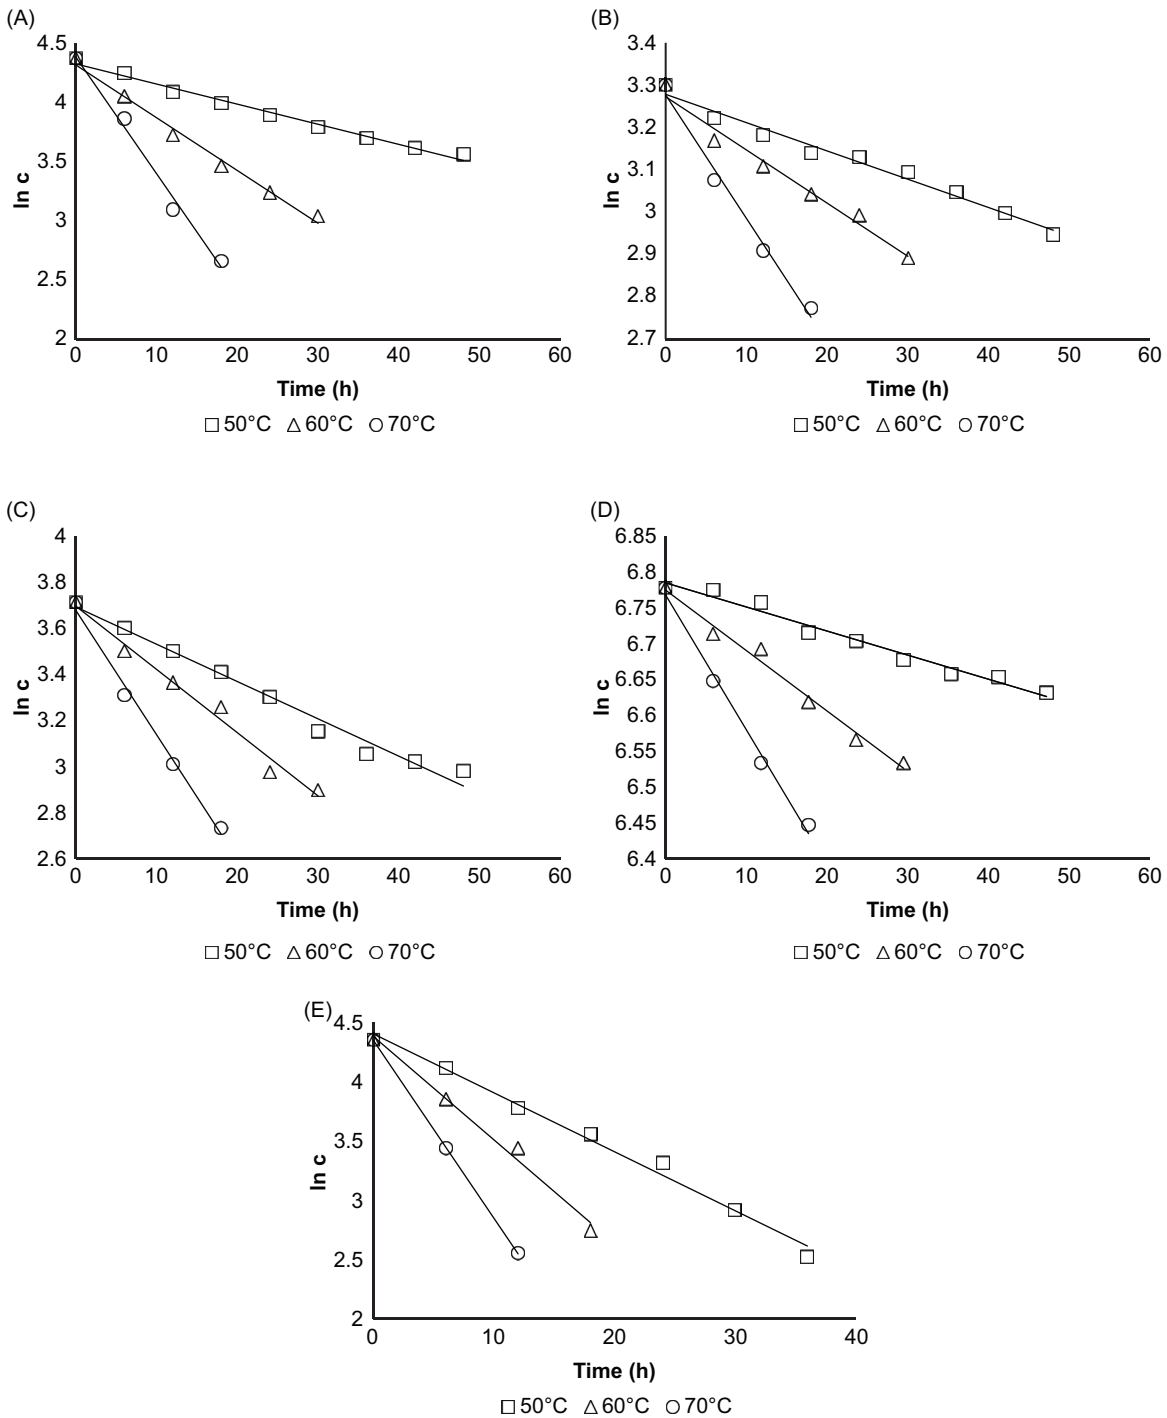 (A)
4.5
4
3.5
3
2.5
2
ln c
0 10 20 30 40 50 60
Time (h)
50°C 60°C 70°C
(B)
3.4
3.3
3.2
3.1
3
2.9
2.8
2.7
ln c
0 10 20 30 40 50 60
Time (h)
50°C 60°C 70°C
(C)
4
3.8
3.6
3.4
3.2
3
2.8
2.6
ln c
0 10 20 30 40 50 60
Time (h)
50°C 60°C 70°C
(D)
6.85
6.8
6.75
6.7
6.65
6.6
6.55
6.5
6.45
6.4
ln c
0 10 20 30 40 50 60
Time (h)
50°C 60°C 70°C
(E)
4.5
4
3.5
3
2.5
2
ln c
0 10 20 30 40
Time (h)
50°C 60°C 70°C